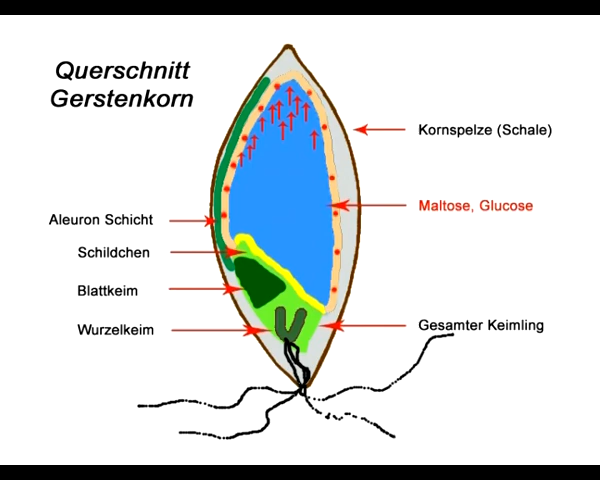 Querschnitt
Gerstenkorn
Kornspelze (Schale)
Maltose, Glucose
Aleuron Schicht
Schildchen
Blattkeim
Wurzelkeim
Gesamter Keimling